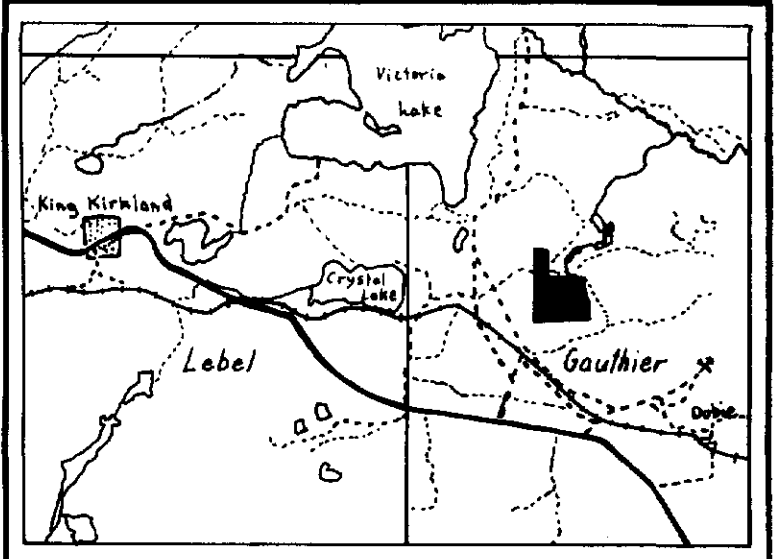 Victoria
Lake
King Kirkland
Crystal
Lake
Lebel
Gauthier
Dobie